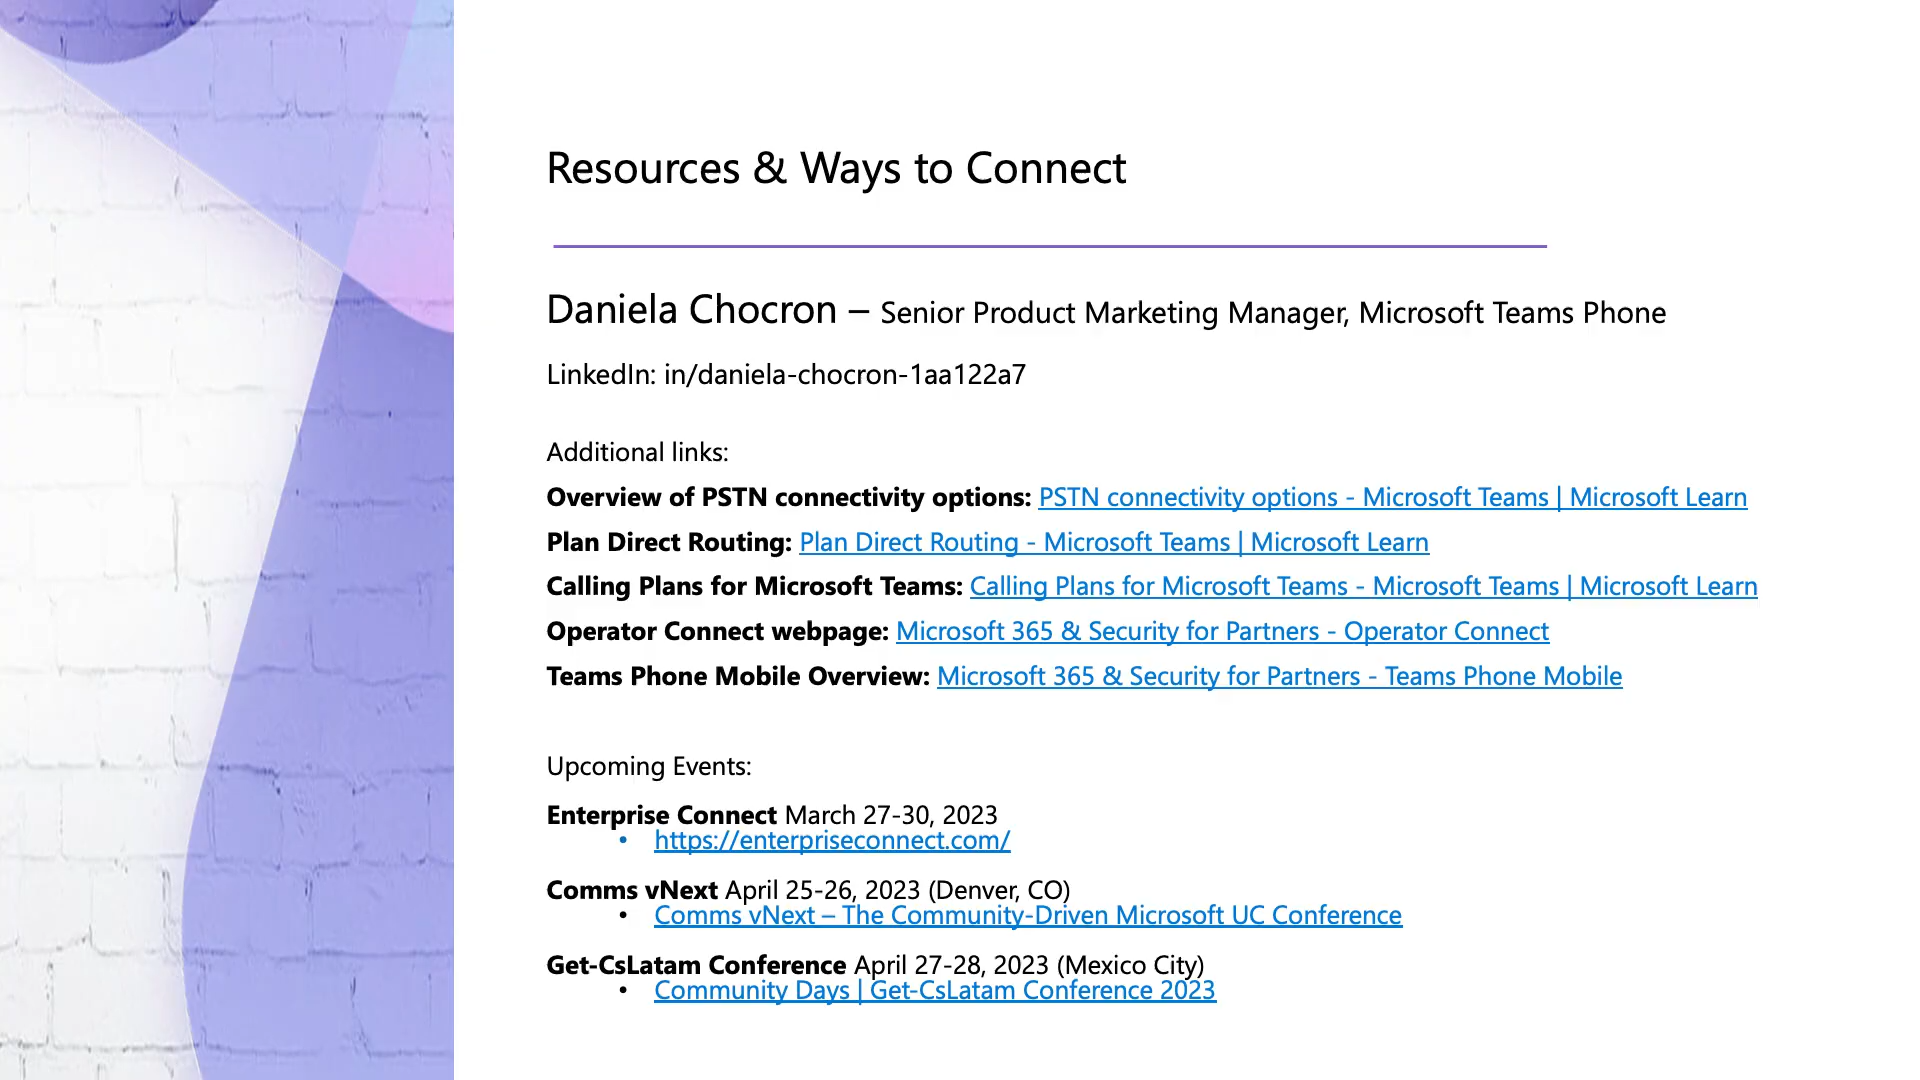 Resources & Ways to Connect
Daniela Chocron – Senior Product Marketing Manager, Microsoft Teams Phone
LinkedIn: in/daniela-chocron-1aa122a7
Additional links:
Overview of PSTN connectivity options: PSTN connectivity options - Microsoft Teams | Microsoft Learn
Plan Direct Routing: Plan Direct Routing - Microsoft Teams | Microsoft Learn
Calling Plans for Microsoft Teams: Calling Plans for Microsoft Teams - Microsoft Teams | Microsoft Learn
Operator Connect webpage: Microsoft 365 & Security for Partners - Operator Connect
Teams Phone Mobile Overview: Microsoft 365 & Security for Partners - Teams Phone Mobile
Upcoming Events:
Enterprise Connect March 27-30, 2023
• https://enterpriseconnect.com/
Comms vNext April 25-26, 2023 (Denver, CO)
• Comms vNext – The Community-Driven Microsoft UC Conference
Get-CsLatam Conference April 27-28, 2023 (Mexico City)
• Community Days | Get-CsLatam Conference 2023